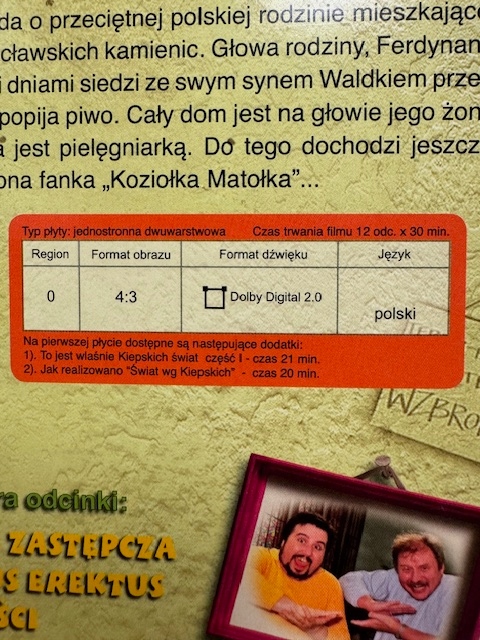 da o przeciętnej polskiej rodzinie mieszkające
cławskich kamienic. Głowa rodziny, Ferdynan
i dniami siedzi ze swym synem Waldkiem prze
popija piwo. Cały dom jest na głowie jego żon
a jest pielęgniarką. Do tego dochodzi jeszcz
ona fanka „Koziołka Matołka”...
Typ płyty: jednostronna dwuwarstwowa Czas trwania filmu 12 odc. x 30 min.
Region Format obrazu Format dźwięku Język
0 4:3 Dolby Digital 2.0 polski
Na pierwszej płycie dostępne są następujące dodatki:
1). To jest właśnie Kiepskich świat część I - czas 21 min.
2). Jak realizowano "Świat wg Kiepskich" - czas 20 min.
WZBRO
ra odcinki:
ZASTĘPCZA
S EREKTUS
ŚCI